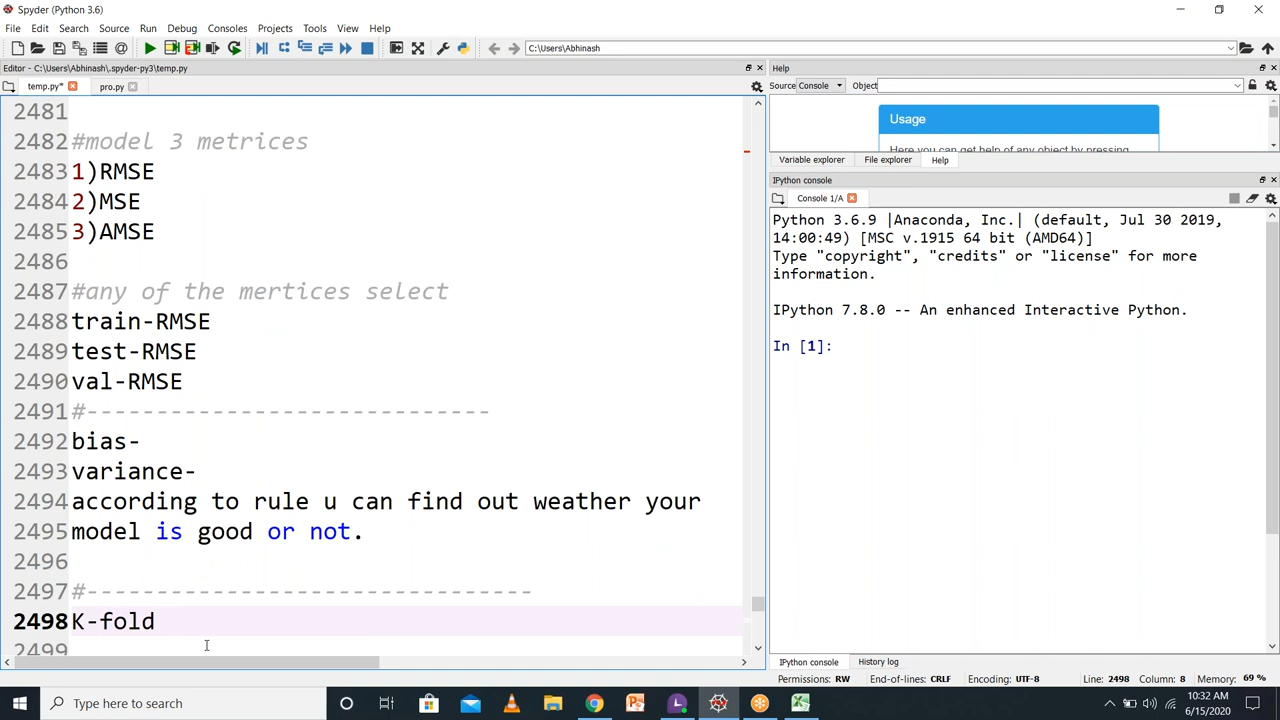 Spyder (Python 3.6)
File Edit Search Source Run Debug Consoles Projects Tools View Help
C:\Users\Abhinash
Editor - C:\Users\Abhinash\.spyder-py3\temp.py
temp.py* pro.py
2481
2482 #model 3 metrices
2483 1)RMSE
2484 2)MSE
2485 3)AMSE
2486
2487 #any of the mertices select
2488 train-RMSE
2489 test-RMSE
2490 val-RMSE
2491 #-----------------------------
2492 bias-
2493 variance-
2494 according to rule u can find out weather your
2495 model is good or not.
2496
2497 #--------------------------------
2498 K-fold
2499
Help
Source Console Object
Usage
Here you can get help of any object by pressing
Variable explorer File explorer Help
IPython console
Console 1/A
Python 3.6.9 |Anaconda, Inc.| (default, Jul 30 2019,
14:00:49) [MSC v.1915 64 bit (AMD64)]
Type "copyright", "credits" or "license" for more
information.
IPython 7.8.0 -- An enhanced Interactive Python.
In [1]:
IPython console History log
Permissions: RW End-of-lines: CRLF Encoding: UTF-8 Line: 2498 Column: 8 Memory: 69 %
Type here to search
10:32 AM
6/15/2020